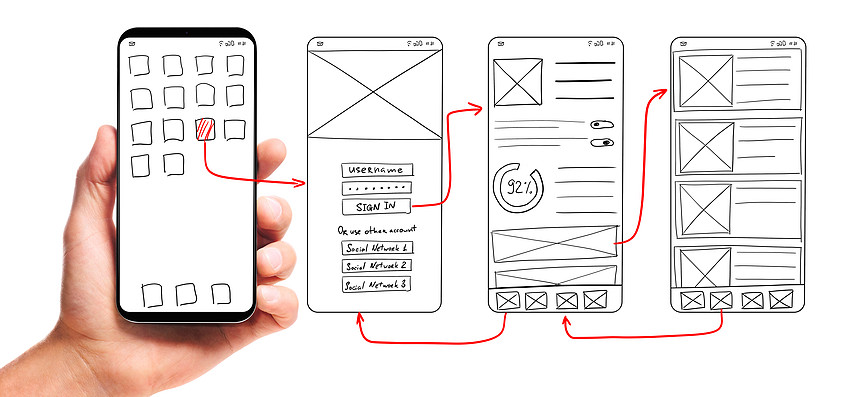 Username
SIGN IN
Or use other account
Social Network 1
Social Network 2
Social Network 3
92%